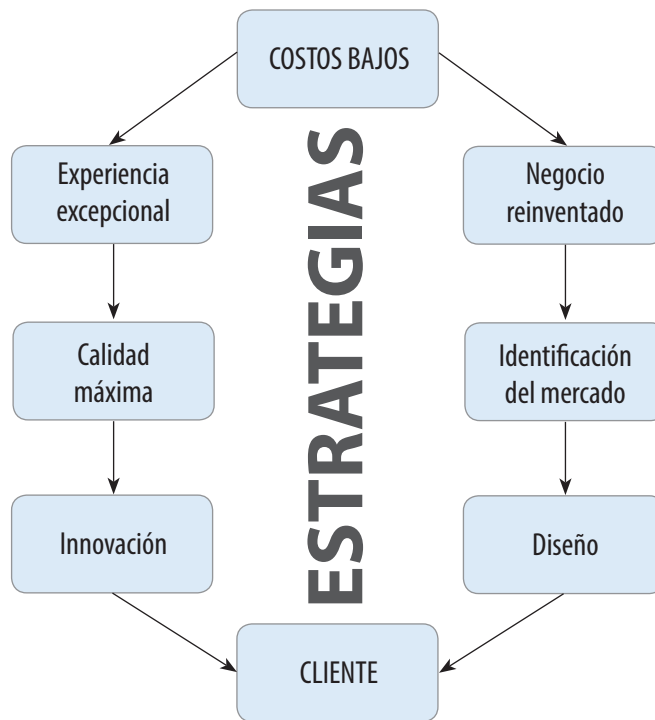 COSTOS BAJOS
Experiencia
excepcional
Negocio
reinventado
ESTRATEGIAS
Calidad
máxima
Identificación
del mercado
Innovación
Diseño
CLIENTE